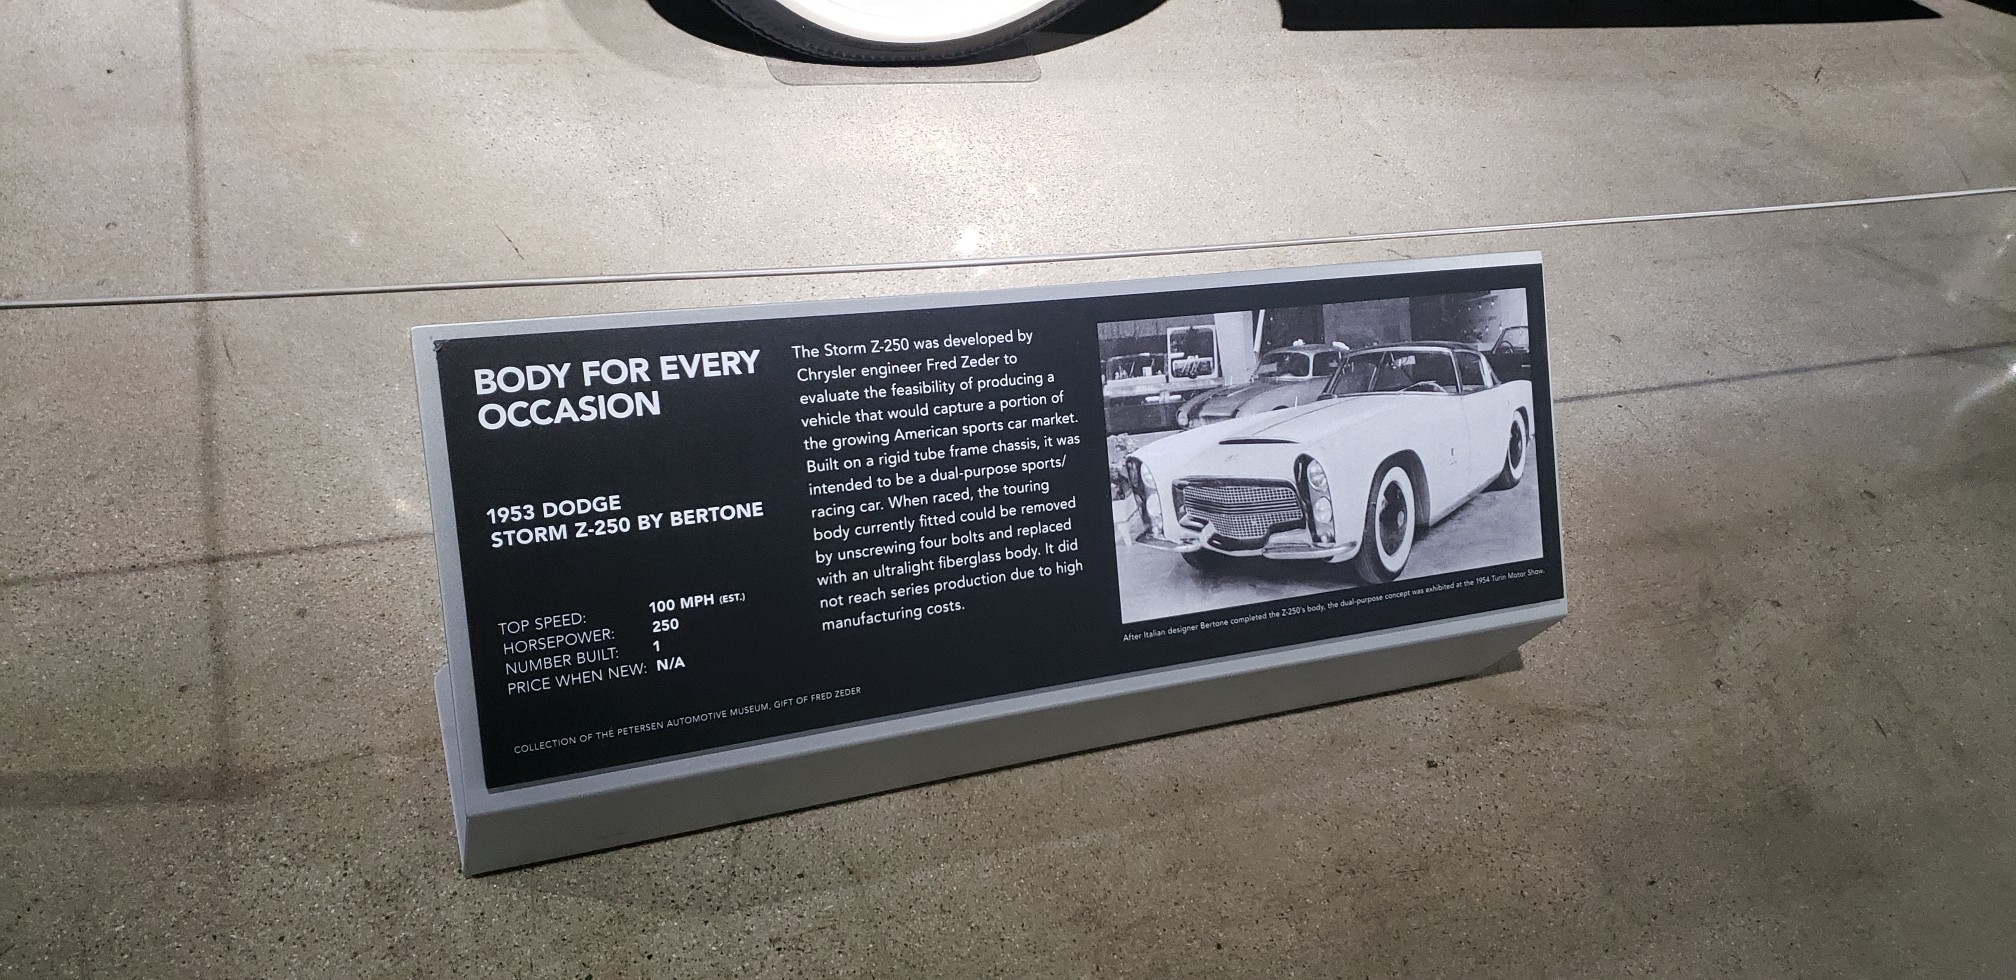 BODY FOR EVERY
OCCASION
1953 DODGE
STORM Z-250 BY BERTONE
TOP SPEED: 100 MPH (EST.)
HORSEPOWER: 250
NUMBER BUILT: 1
PRICE WHEN NEW: N/A
COLLECTION OF THE PETERSEN AUTOMOTIVE MUSEUM, GIFT OF FRED ZEDER
The Storm Z-250 was developed by
Chrysler engineer Fred Zeder to
evaluate the feasibility of producing a
vehicle that would capture a portion of
the growing American sports car market.
Built on a rigid tube frame chassis, it was
intended to be a dual-purpose sports/
racing car. When raced, the touring
body currently fitted could be removed
by unscrewing four bolts and replaced
with an ultralight fiberglass body. It did
not reach series production due to high
manufacturing costs.
After Italian designer Bertone completed the Z-250's body, the dual-purpose concept was exhibited at the 1954 Turin Motor Show.